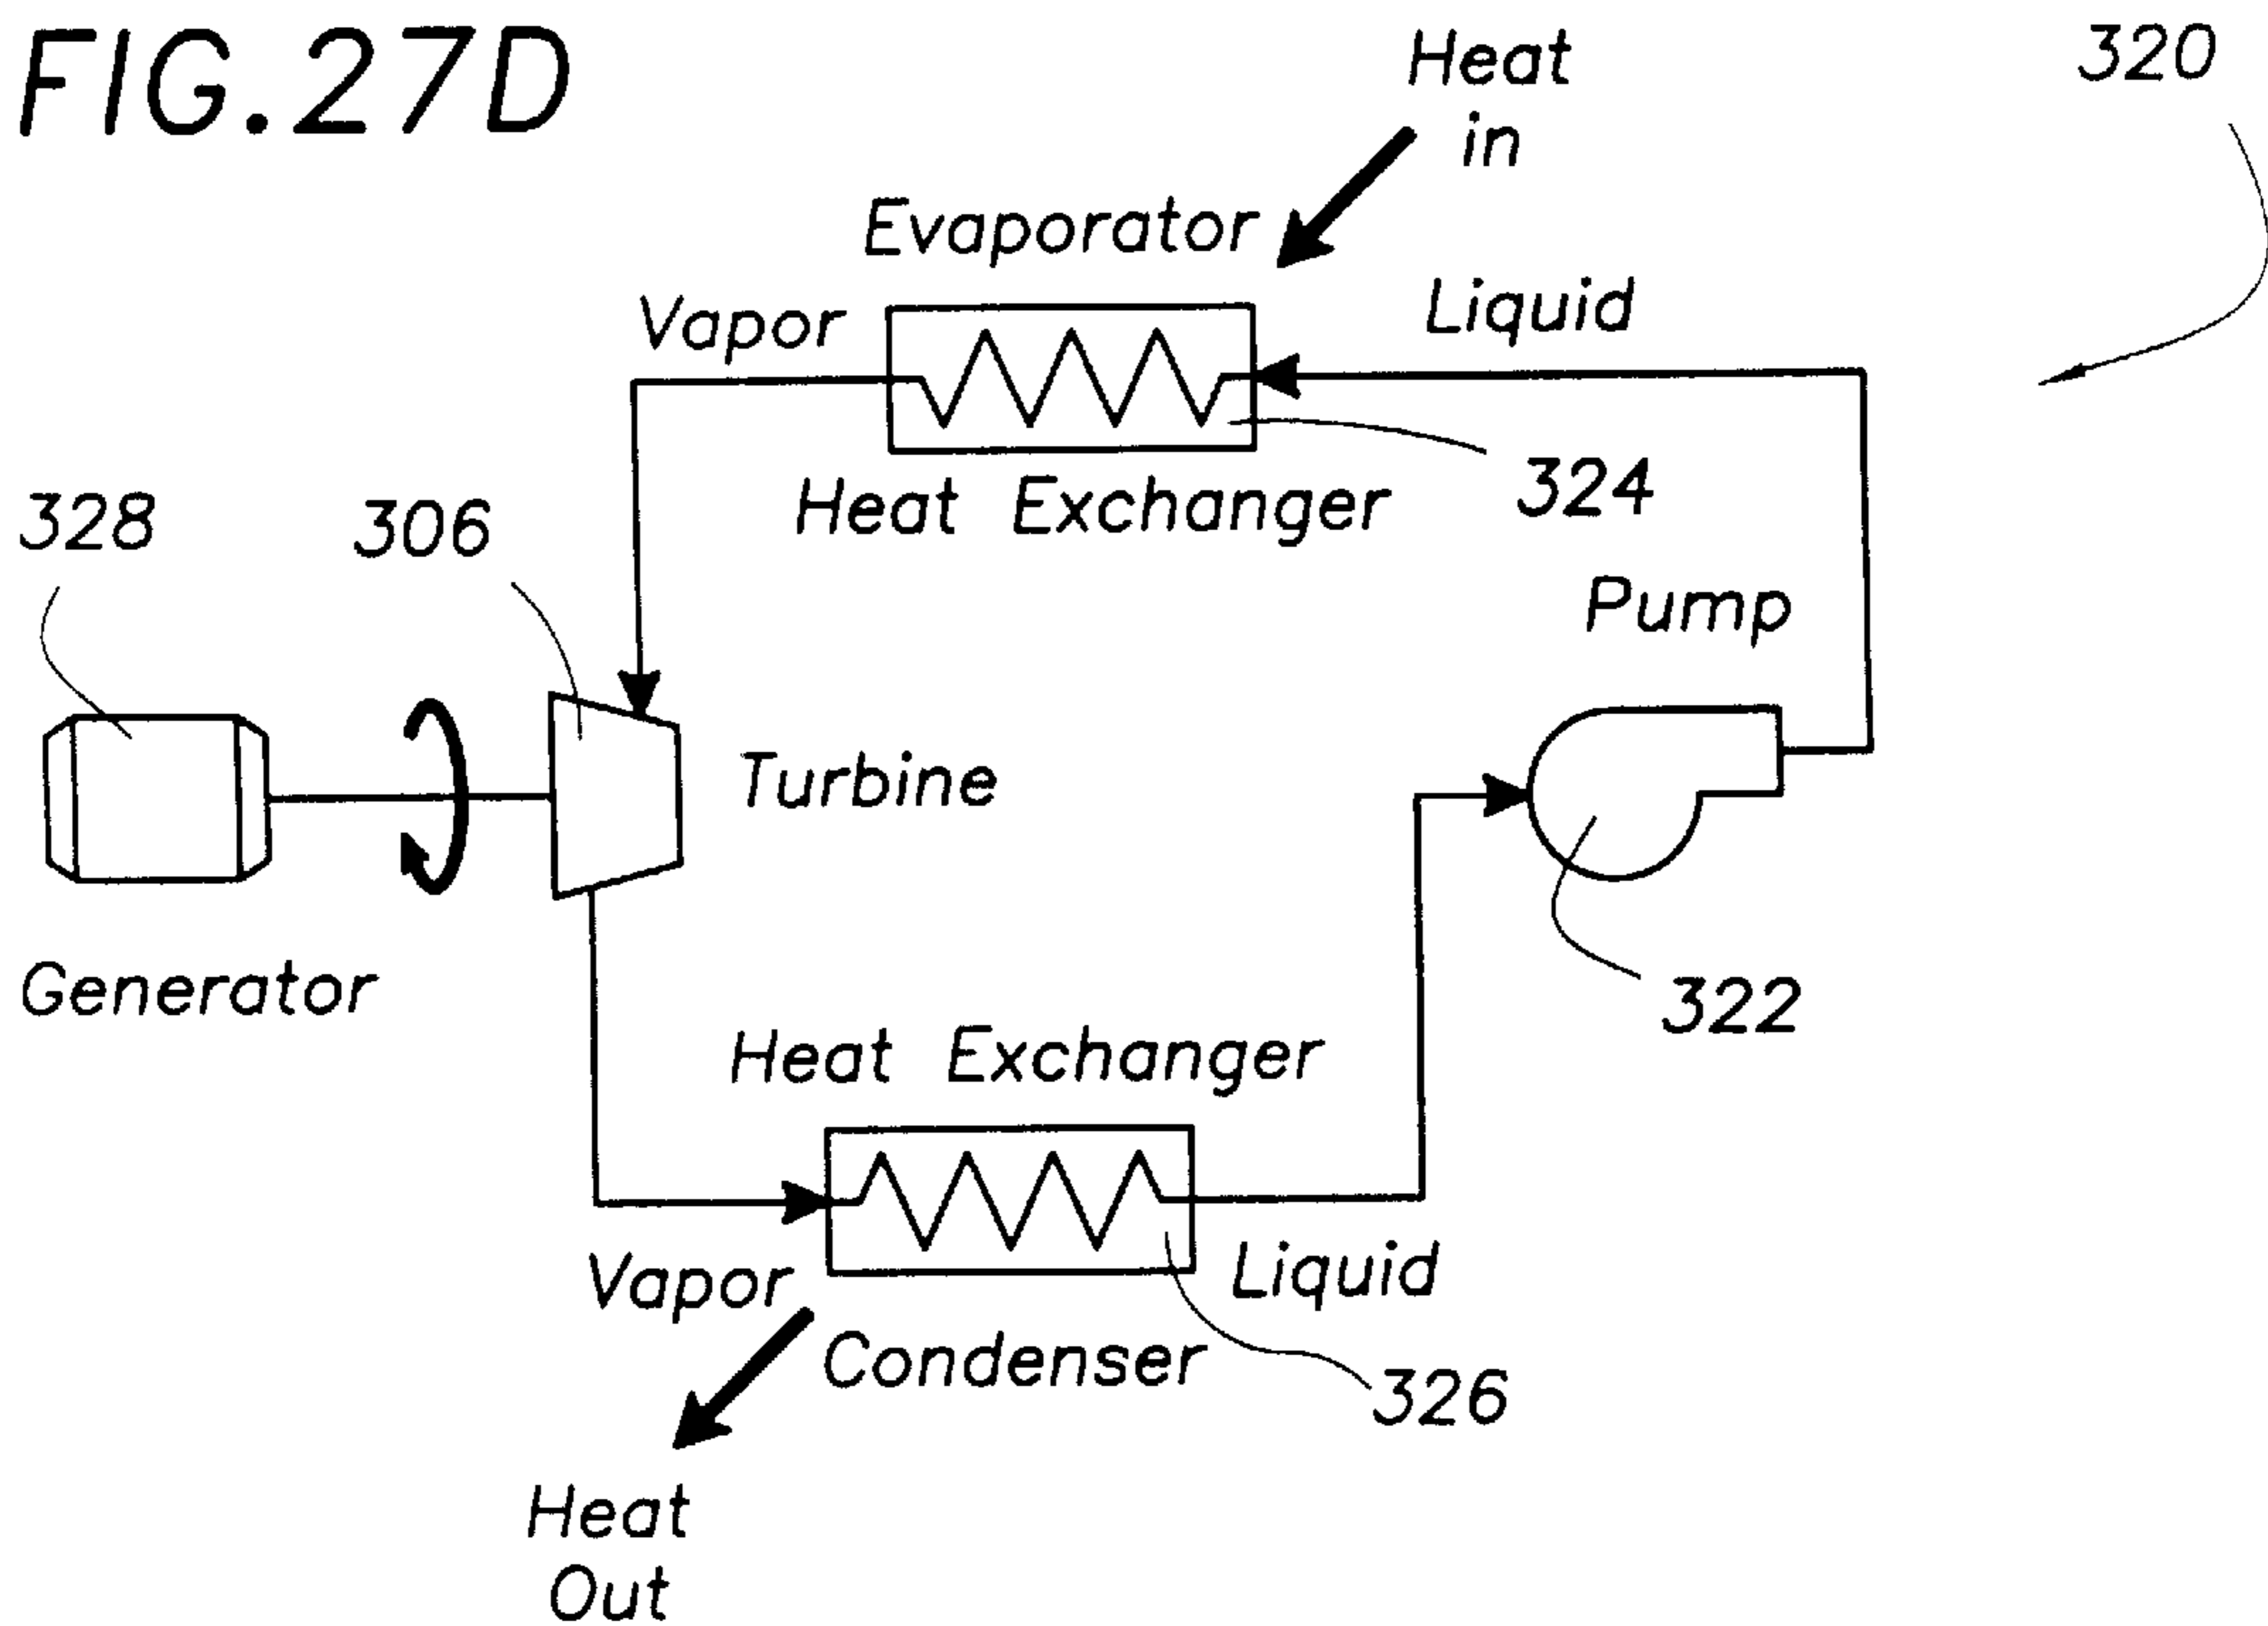 FIG.27D
320
Heat
in
Evaporator
Vapor
Liquid
Heat Exchanger
324
328
306
Pump
Turbine
Generator
322
Heat Exchanger
Vapor
Liquid
Condenser
326
Heat
Out